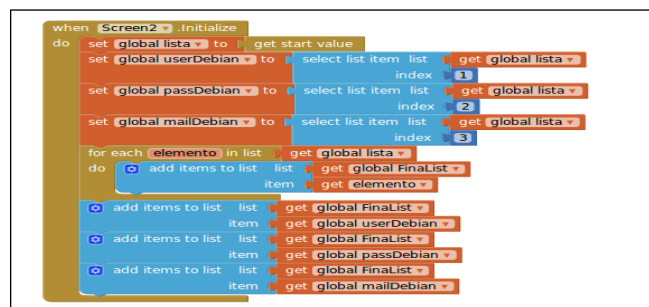 when Screen2 .Initialize
do set global lista to get start value
set global userDebian to select list item list get global lista
index 1
set global passDebian to select list item list get global lista
index 2
set global mailDebian to select list item list get global lista
index 3
for each elemento in list get global lista
do add items to list list get global FinaList
item get elemento
add items to list list get global FinaList
item get global userDebian
add items to list list get global FinaList
item get global passDebian
add items to list list get global FinaList
item get global mailDebian